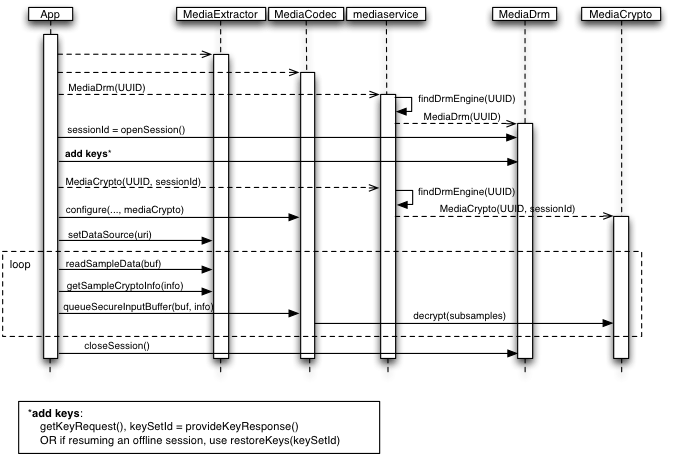 App MediaExtractor MediaCodec mediaservice MediaDrm MediaCrypto
MediaDrm(UUID)
findDrmEngine(UUID)
MediaDrm(UUID)
sessionId = openSession()
add keys*
MediaCrypto(UUID, sessionId)
findDrmEngine(UUID)
configure(..., mediaCrypto)
MediaCrypto(UUID, sessionId)
setDataSource(uri)
loop
readSampleData(buf)
getSampleCryptoInfo(info)
queueSecureInputBuffer(buf, info)
decrypt(subsamples)
closeSession()
*add keys:
getKeyRequest(), keySetId = provideKeyResponse()
OR if resuming an offline session, use restoreKeys(keySetId)